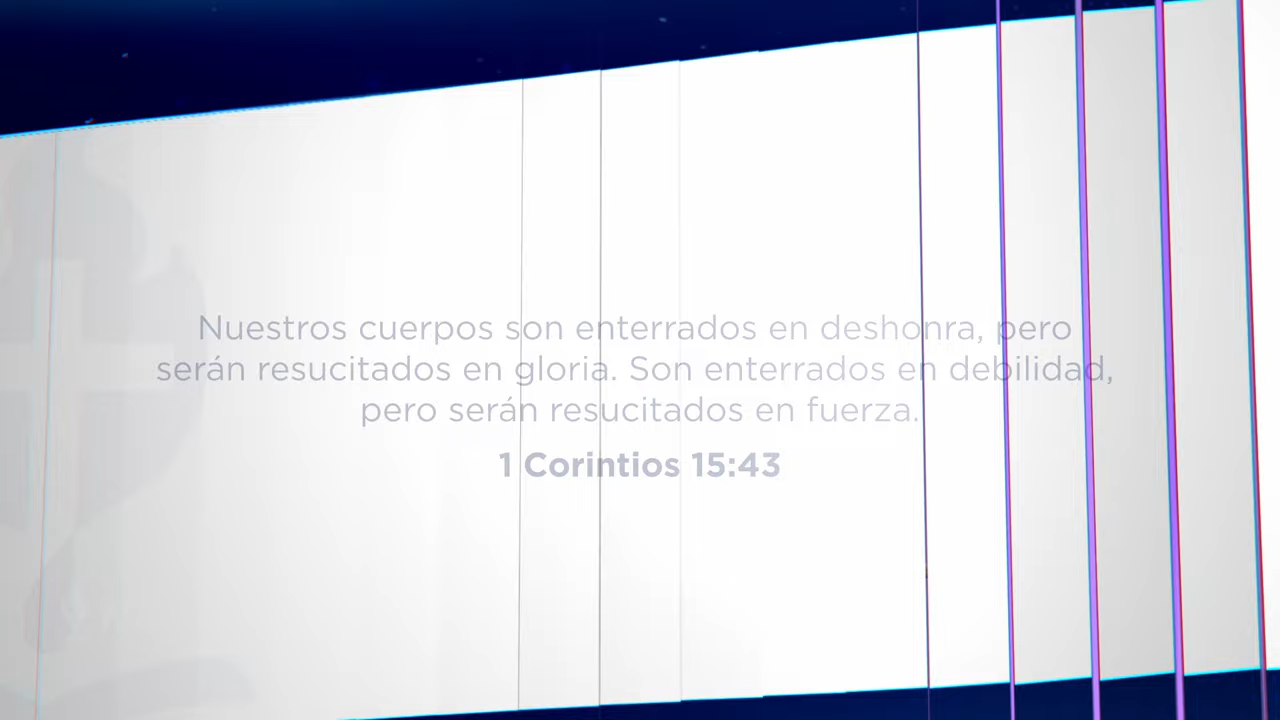 Nuestros cuerpos son enterrados en deshonra, pero
serán resucitados en gloria. Son enterrados en debilidad,
pero serán resucitados en fuerza.
1 Corintios 15:43